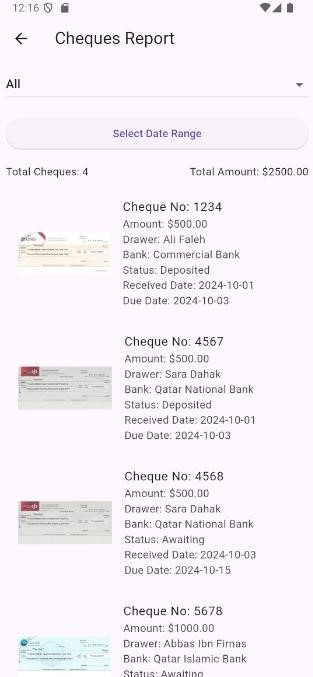 12:16
Cheques Report
All
Select Date Range
Total Cheques: 4
Total Amount: $2500.00
Cheque No: 1234
Amount: $500.00
Drawer: Ali Faleh
Bank: Commercial Bank
Status: Deposited
Received Date: 2024-10-01
Due Date: 2024-10-03
Cheque No: 4567
Amount: $500.00
Drawer: Sara Dahak
Bank: Qatar National Bank
Status: Deposited
Received Date: 2024-10-01
Due Date: 2024-10-03
Cheque No: 4568
Amount: $500.00
Drawer: Sara Dahak
Bank: Qatar National Bank
Status: Awaiting
Received Date: 2024-10-03
Due Date: 2024-10-15
Cheque No: 5678
Amount: $1000.00
Drawer: Abbas Ibn Firnas
Bank: Qatar Islamic Bank
Status: Awaiting